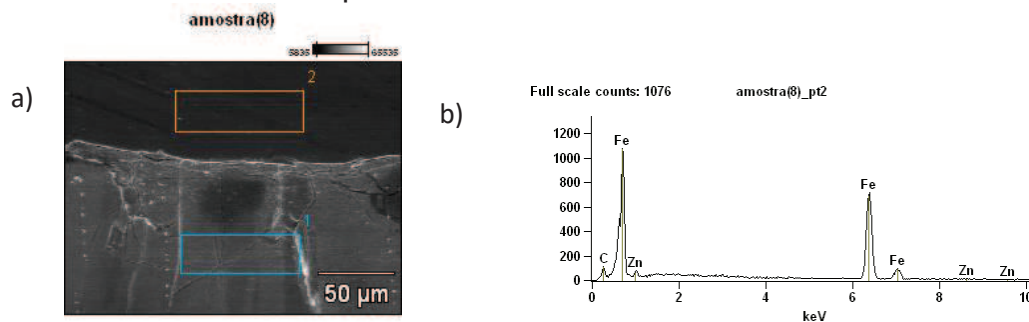 amostra(8)
5835 65535
a)
2
1
50 µm
b)
Full scale counts: 1076 amostra(8)_pt2
1200
1000
800
600
400
200
0
Fe
Fe
Fe
C
Zn
Zn
Zn
0 2 4 6 8 10
keV